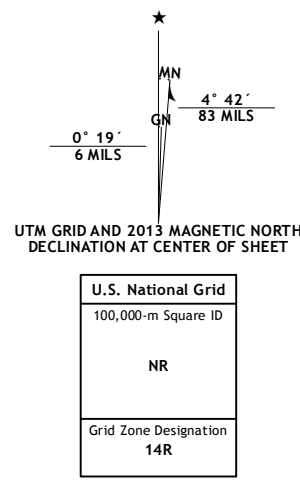 ★
MN
4° 42´
83 MILS
GN
0° 19´
6 MILS
UTM GRID AND 2013 MAGNETIC NORTH
DECLINATION AT CENTER OF SHEET
U.S. National Grid
100,000-m Square ID
NR
Grid Zone Designation
14R